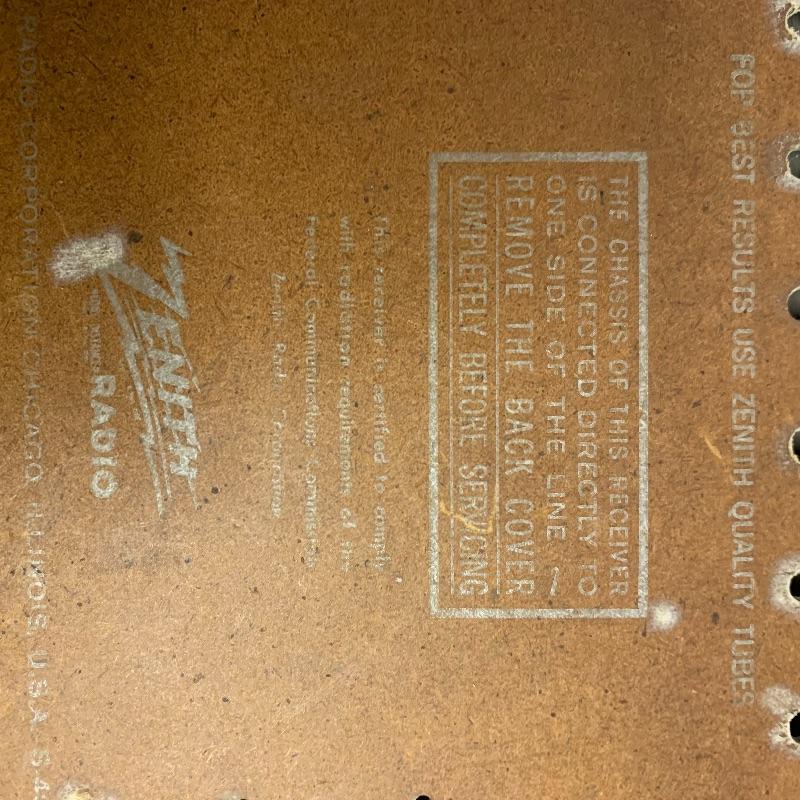 FOR BEST RESULTS USE ZENITH QUALITY TUBES
THE CHASSIS OF THIS RECEIVER
IS CONNECTED DIRECTLY TO
ONE SIDE OF THE LINE
REMOVE THE BACK COVER
COMPLETELY BEFORE SERVICING
This receiver is certified to comply
with radiation requirements of the
Federal Communications Commission
Zenith Radio Corporation
ZENITH
RADIO
RADIO CORPORATION CHICAGO, ILLINOIS, U.S.A.